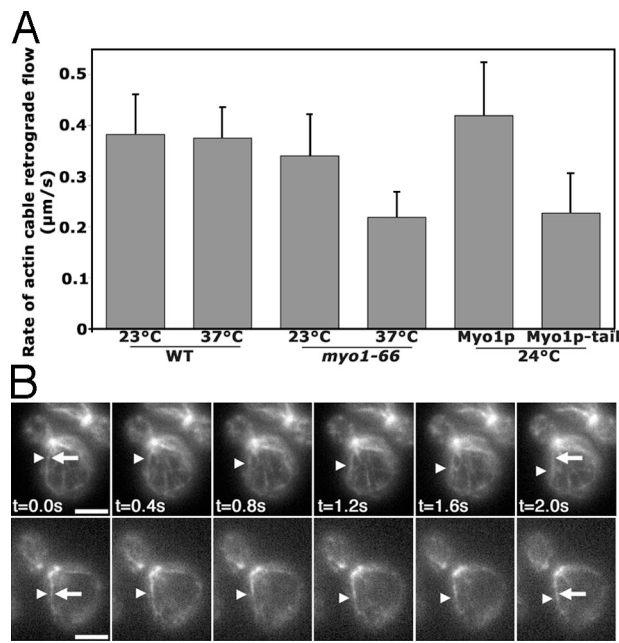 A
Rate of actin cable retrograde flow
(μm/s)
0.5
0.4
0.3
0.2
0.1
0
23°C 37°C 23°C 37°C Myo1p Myo1p-tail
WT myo1-66 24°C
B
t=0.0s t=0.4s t=0.8s t=1.2s t=1.6s t=2.0s